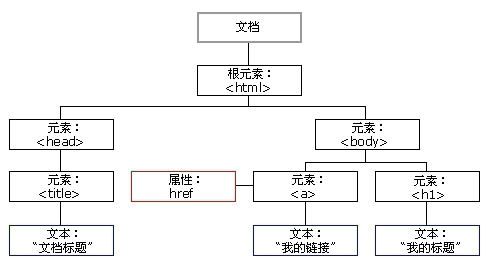 文档
根元素：
<html>
元素：
<head>
元素：
<body>
元素：
<title>
属性：
href
元素：
<a>
元素：
<h1>
文本：
“文档标题”
文本：
“我的链接”
文本：
“我的标题”